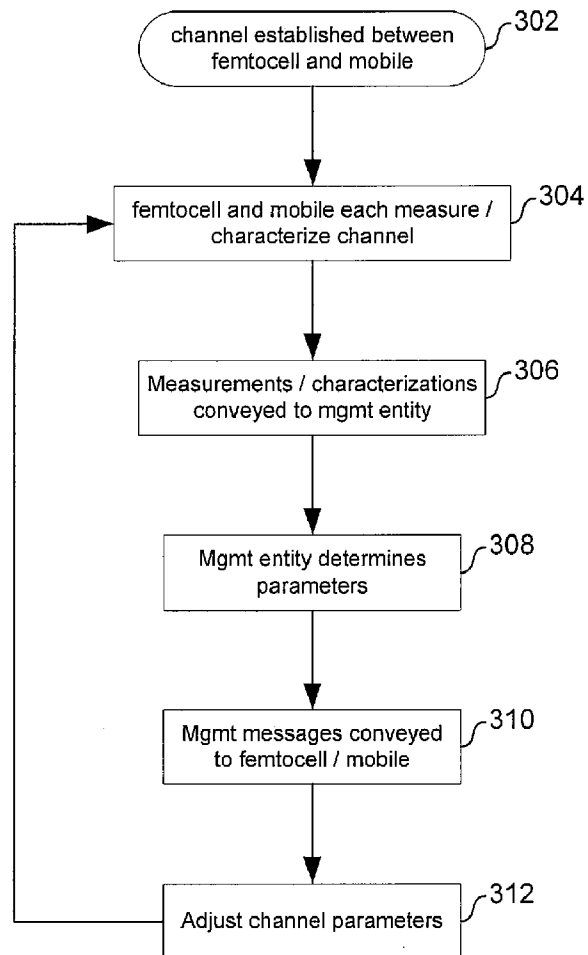 channel established between
femtocell and mobile
302
femtocell and mobile each measure /
characterize channel
304
Measurements / characterizations
conveyed to mgmt entity
306
Mgmt entity determines
parameters
308
Mgmt messages conveyed
to femtocell / mobile
310
Adjust channel parameters
312